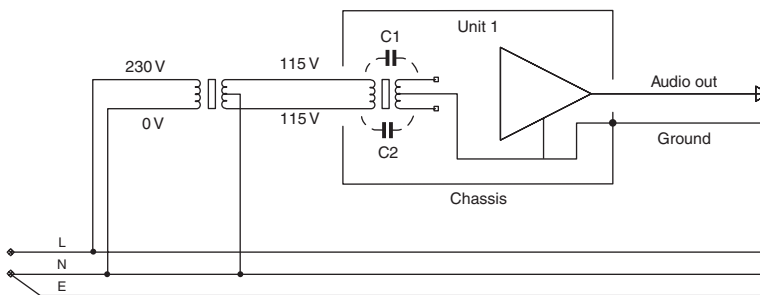 Unit 1
C1
230 V
115 V
Audio out
0 V
115 V
C2
Ground
Chassis
L
N
E